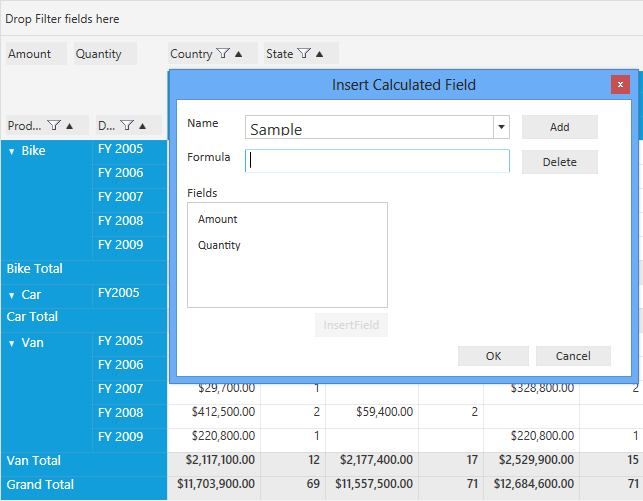 Drop Filter fields here
Amount Quantity Country State
Insert Calculated Field x
Prod... D...
Name Sample Add
Formula Delete
Fields
Amount
Quantity
InsertField
OK Cancel
Bike FY 2005
FY 2006
FY 2007
FY 2008
FY 2009
Bike Total
Car FY2005
Car Total
Van FY 2005
FY 2006
FY 2007 $29,700.00 1 $328,800.00 2
FY 2008 $412,500.00 2 $59,400.00 2
FY 2009 $220,800.00 1 $220,800.00 1
Van Total $2,117,100.00 12 $2,177,400.00 17 $2,529,900.00 15
Grand Total $11,703,900.00 69 $11,557,500.00 71 $12,684,600.00 71